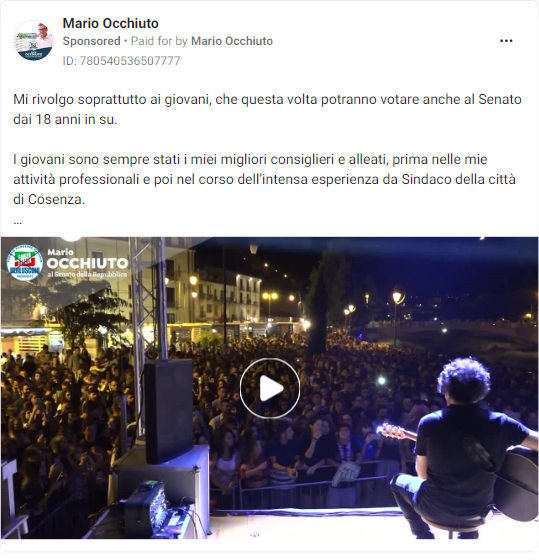 Mario Occhiuto
Sponsored • Paid for by Mario Occhiuto
ID: 780540536507777
Mi rivolgo soprattutto ai giovani, che questa volta potranno votare anche al Senato
dai 18 anni in su.
I giovani sono sempre stati i miei migliori consiglieri e alleati, prima nelle mie
attività professionali e poi nel corso dell'intensa esperienza da Sindaco della città
di Cosenza.
...
Mario
OCCHIUTO
al Senato della Repubblica
BERLUSCONI
PRESIDENTE